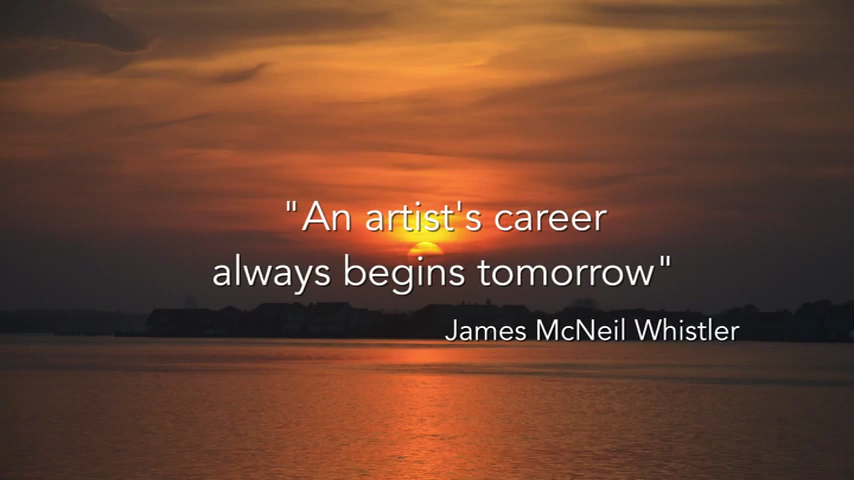 "An artist's career
always begins tomorrow"
James McNeil Whistler